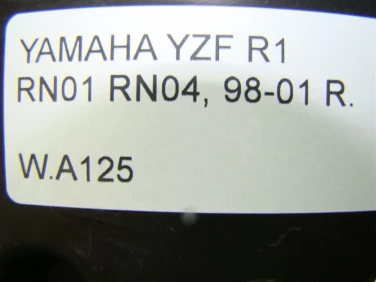 YAMAHA YZF R1
RN01 RN04, 98-01 R.
W.A125